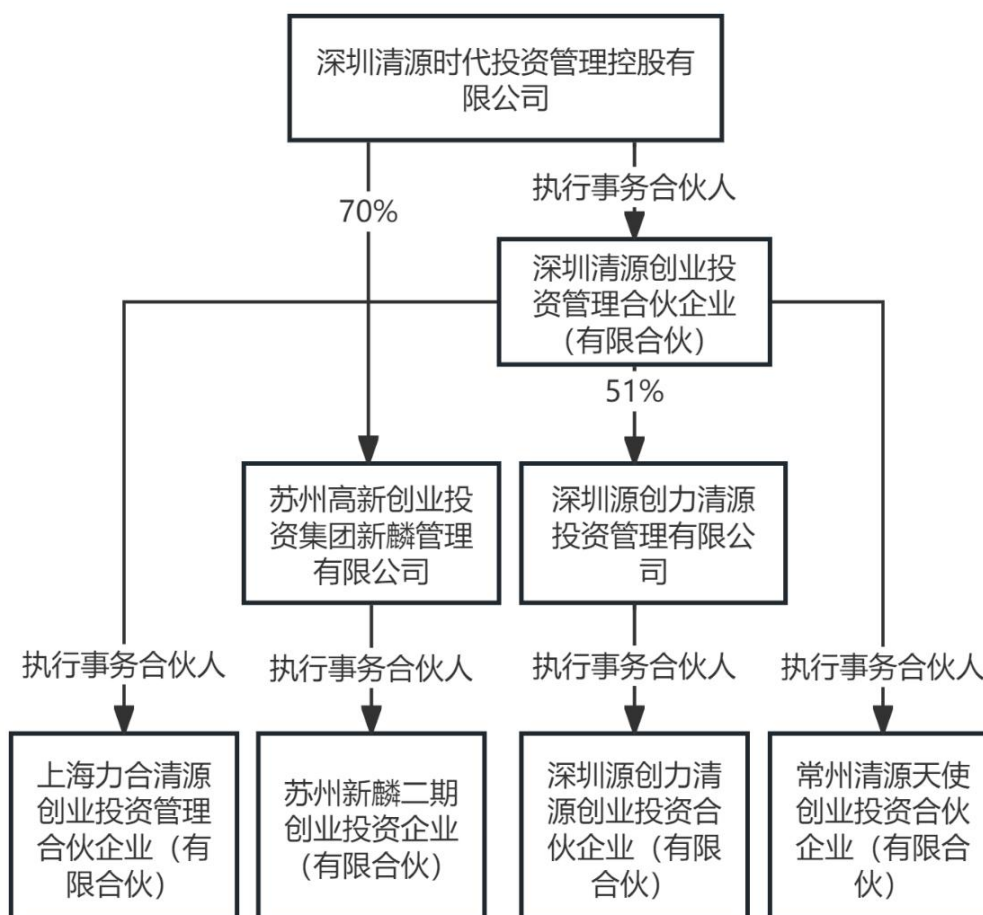 深圳清源时代投资管理控股有
限公司
执行事务合伙人
70%
深圳清源创业投
资管理合伙企业
（有限合伙）
51%
苏州高新创业投
资集团新麟管理
有限公司
深圳源创力清源
投资管理有限公
司
执行事务合伙人
执行事务合伙人
执行事务合伙人
执行事务合伙人
上海力合清源
创业投资管理
合伙企业（有
限合伙）
苏州新麟二期
创业投资企业
（有限合伙）
深圳源创力清
源创业投资合
伙企业（有限
合伙）
常州清源天使
创业投资合伙
企业（有限合
伙）